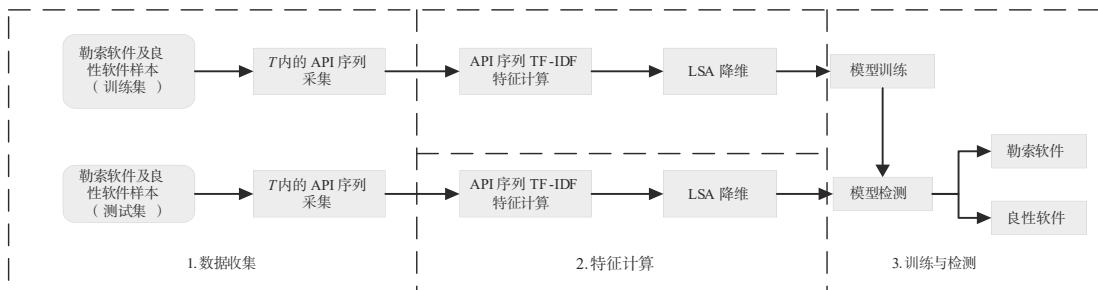 勒索软件及良
性软件样本
（ 训练集 ）
T内的 API 序列
采集
API 序列 TF-IDF
特征计算
LSA 降维
模型训练
勒索软件及良
性软件样本
（ 测试集 ）
T内的 API 序列
采集
API 序列 TF-IDF
特征计算
LSA 降维
模型检测
勒索软件
良性软件
1.数据收集
2.特征计算
3.训练与检测